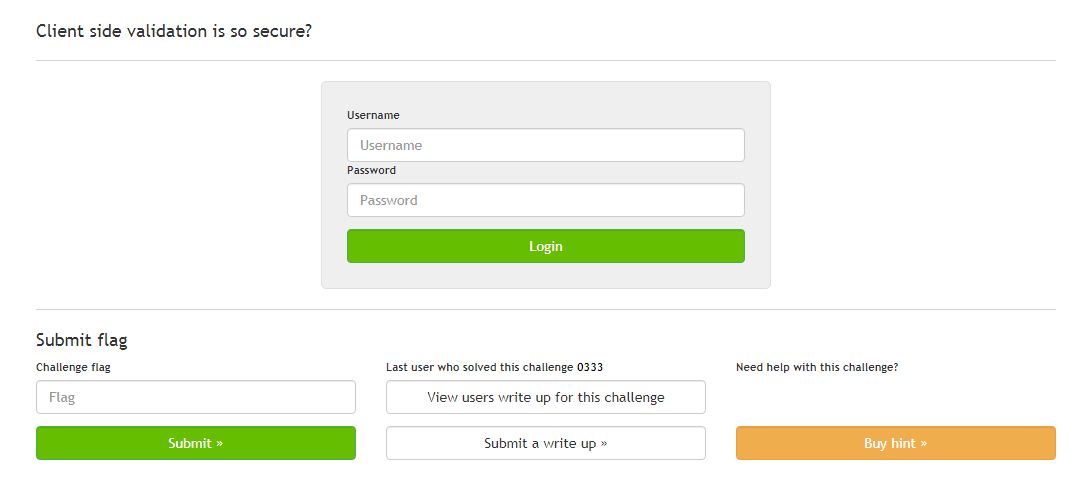 Client side validation is so secure?
Username
Username
Password
Password
Login
Submit flag
Challenge flag
Flag
Submit »
Last user who solved this challenge 0333
View users write up for this challenge
Submit a write up »
Need help with this challenge?
Buy hint »